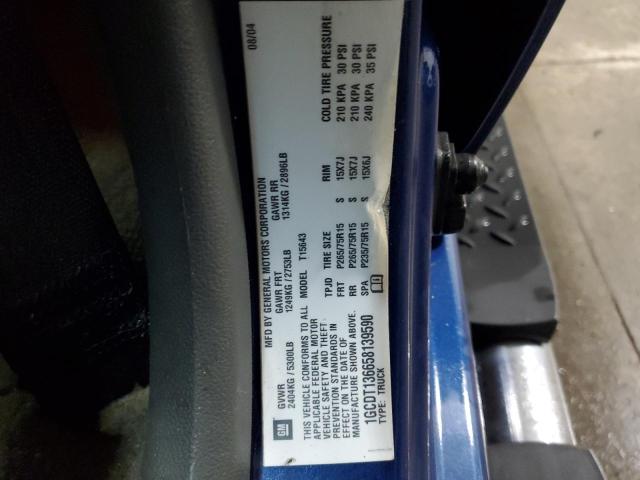 GM
MFD BY GENERAL MOTORS CORPORATION
08/04
GVWR GAWR FRT GAWR RR
2404KG / 5300LB 1249KG / 2753LB 1314KG / 2896LB
THIS VEHICLE CONFORMS TO ALL
APPLICABLE FEDERAL MOTOR
VEHICLE SAFETY AND THEFT
PREVENTION STANDARDS IN
EFFECT ON THE DATE OF
MANUFACTURE SHOWN ABOVE.
1GCDT136658139590
TYPE: TRUCK
MODEL T15643
TPJD TIRE SIZE RIM COLD TIRE PRESSURE
FRT P265/75R15 S 15X7J 210 KPA 30 PSI
RR P265/75R15 S 15X7J 210 KPA 30 PSI
SPA P235/75R15 S 15X6J 240 KPA 35 PSI